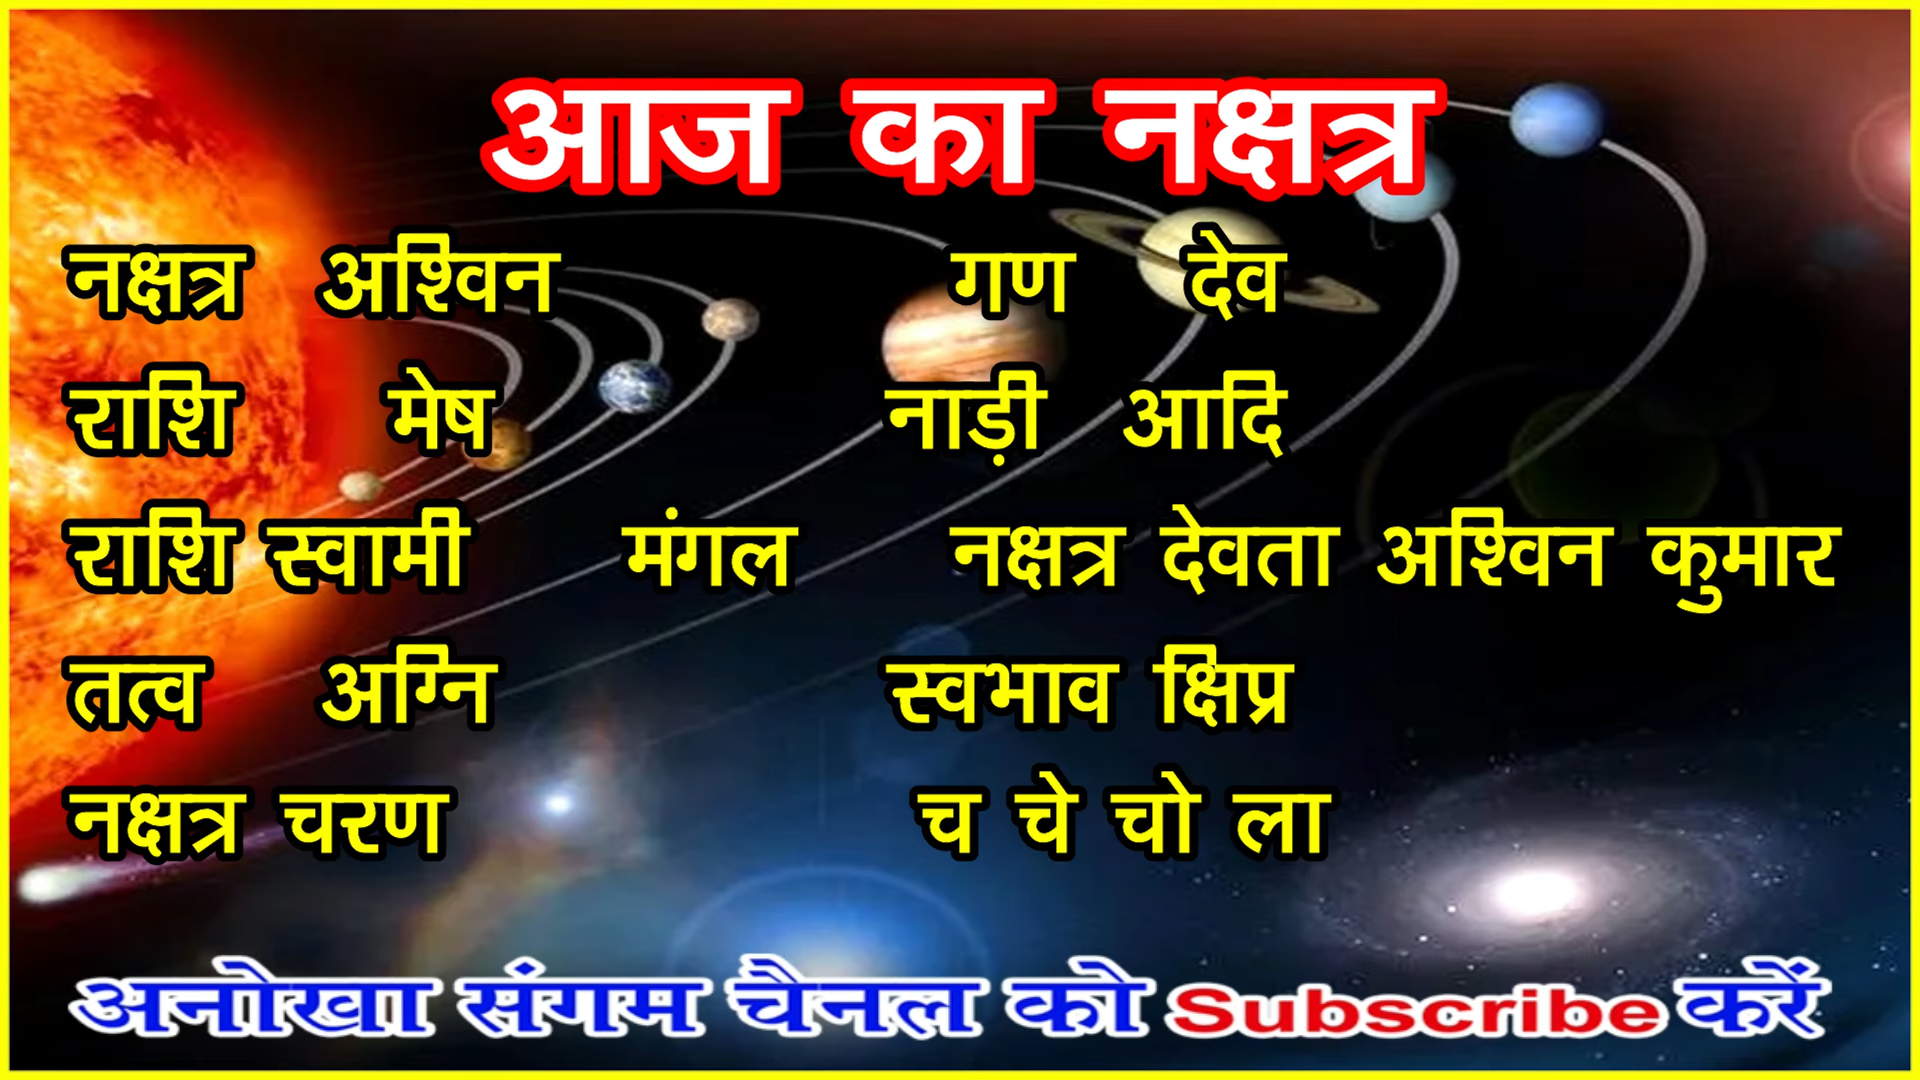 आज का नक्षत्र
नक्षत्र अश्विन गण देव
राशि मेष नाड़ी आदि
राशि स्वामी मंगल नक्षत्र देवता अश्विन कुमार
तत्व अग्नि स्वभाव क्षिप्र
नक्षत्र चरण च चे चो ला
अनोखा संगम चैनल को Subscribe करें